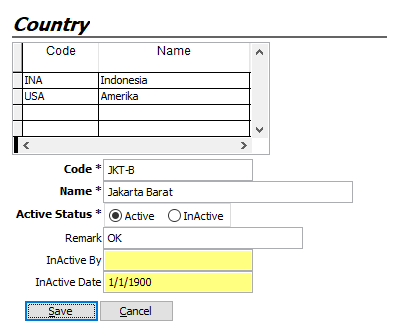 Country
Code Name
INA Indonesia
USA Amerika
Code * JKT-B
Name * Jakarta Barat
Active Status * Active InActive
Remark OK
InActive By
InActive Date 1/1/1900
Save Cancel